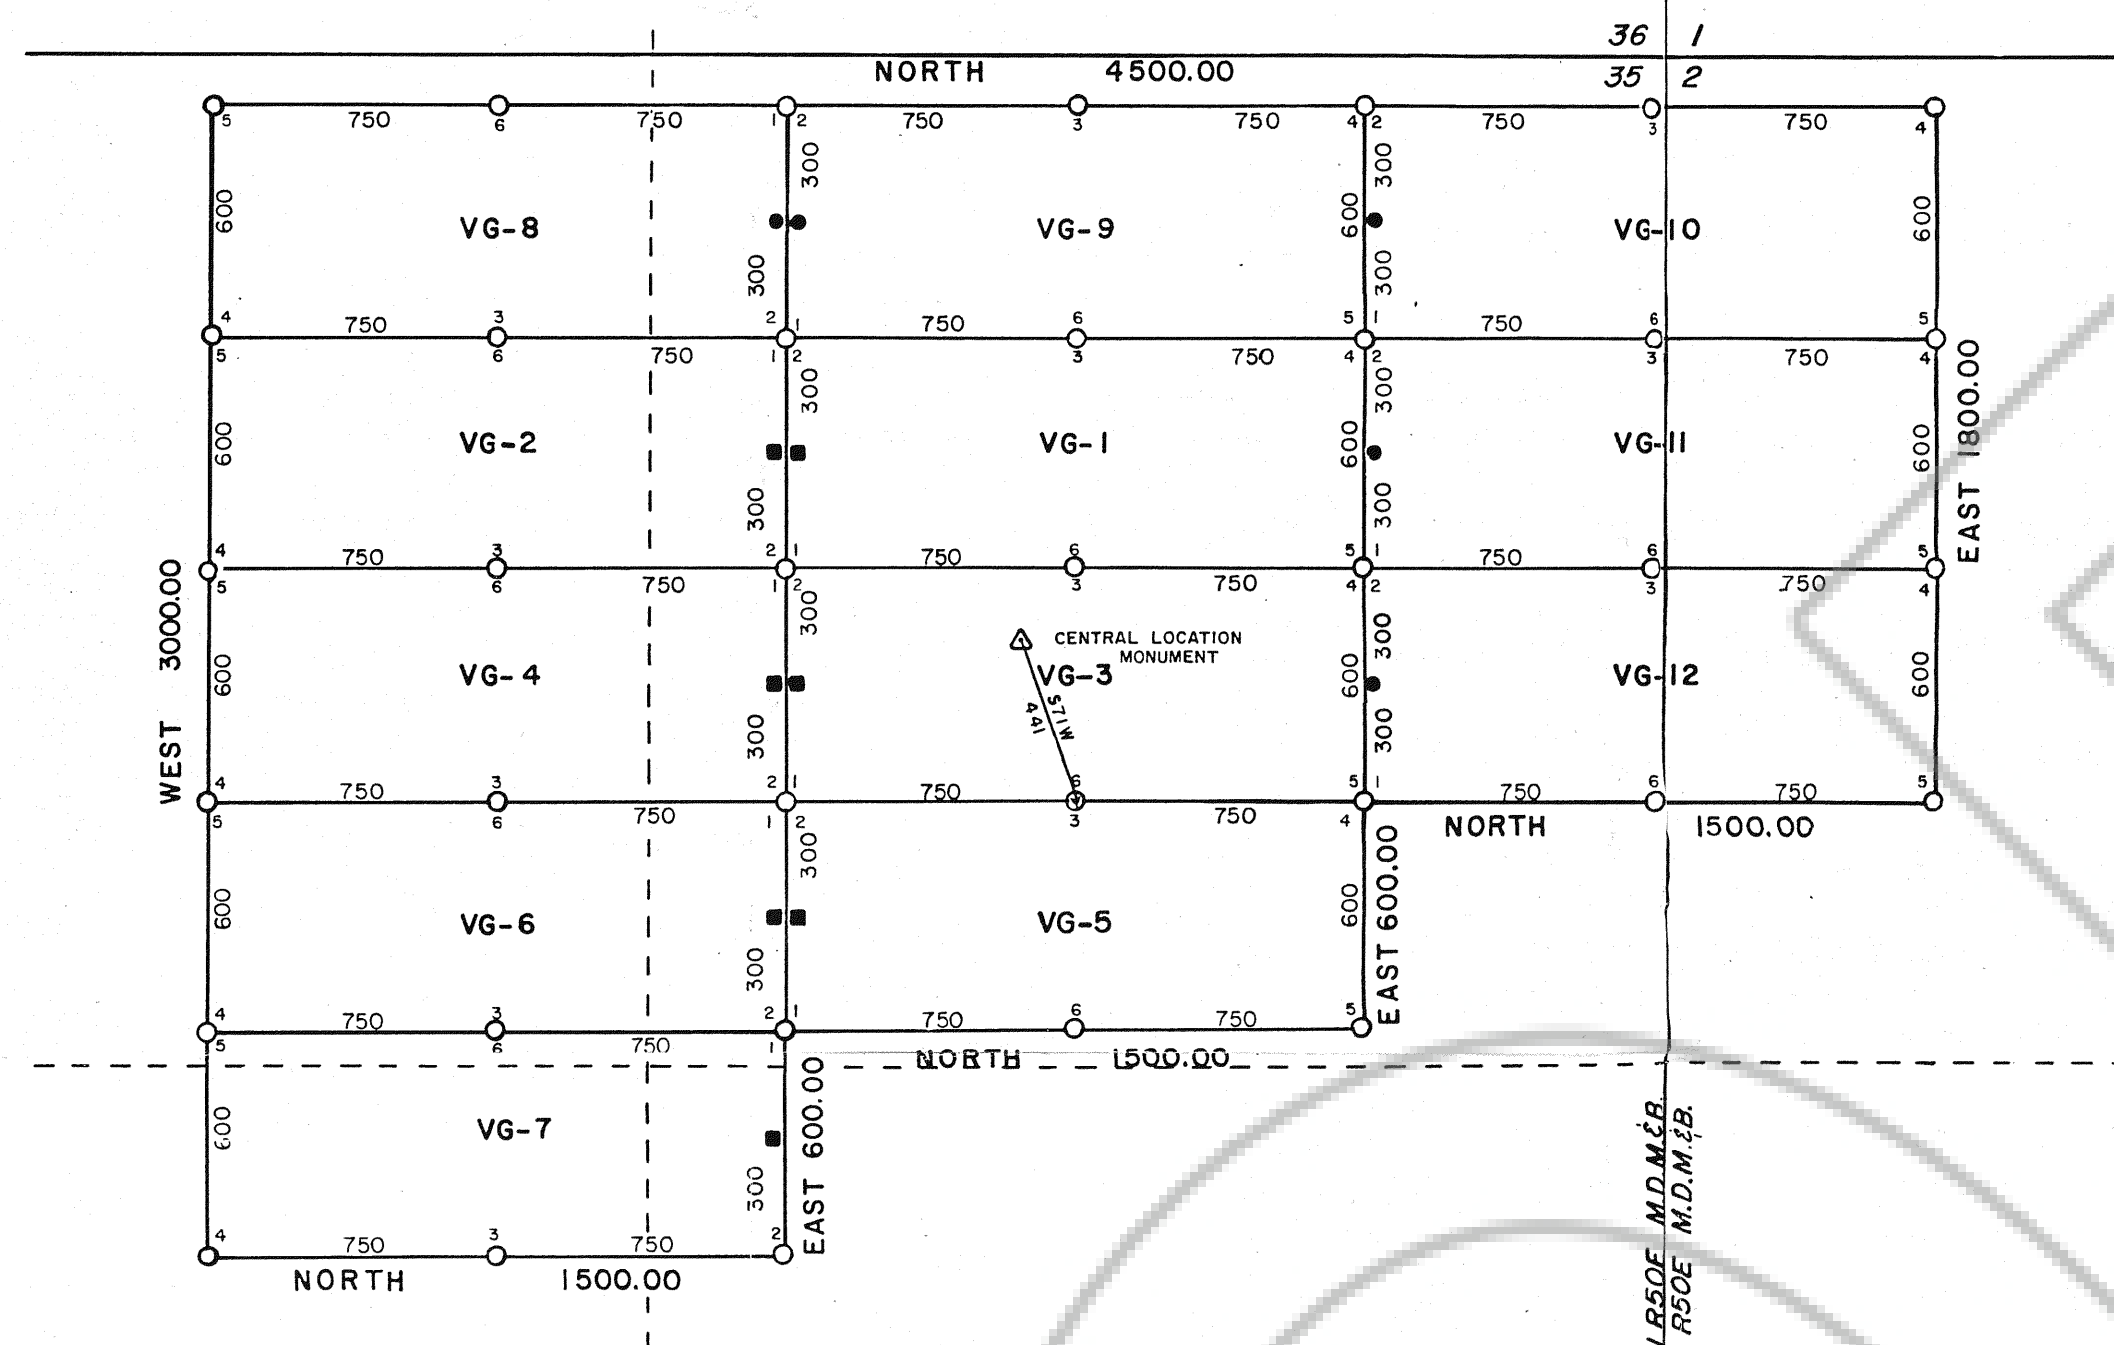 36 1
NORTH 4500.00 35 2
5 750 6 750 1 2 750 3 750 4 2 750 3 750 4
600 300 600 300 600
VG-8 VG-9 VG-10
300 300
4 750 3 2 1 750 6 5 1 750 6 5
5 6 750 1 2 3 750 4 2 3 750 4
600 300 600 300 600 EAST 1800.00
VG-2 VG-1 VG-11
300 300
4 750 3 2 1 750 6 5 1 750 6 5
5 6 750 1 2 3 750 4 2 3 750 4
WEST 3000.00
300 300
CENTRAL LOCATION
MONUMENT
600 VG-4 VG-3 600 VG-12 600
S71W
441
300 300
4 750 3 2 1 750 6 5 1 750 6 750 5
5 6 750 1 2 3 750 4
NORTH 1500.00
300
600 VG-6 VG-5 600 EAST 600.00
300
4 750 3 2 1 750 6 750 5
5 6 750 1
NORTH 1500.00
600 VG-7 EAST 600.00
300
4 750 3 750 2
NORTH 1500.00
R50E M.D.M.&B.
R50E M.D.M.&B.